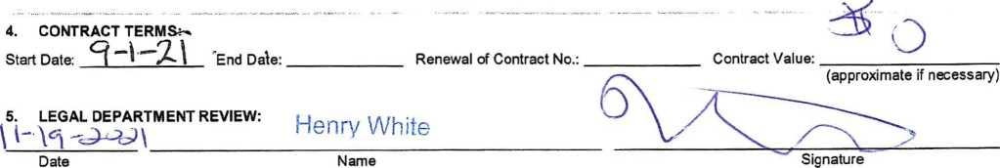 4. CONTRACT TERMS:
Start Date: 9-1-21 End Date: Renewal of Contract No.: Contract Value: $ 0
(approximate if necessary)
5. LEGAL DEPARTMENT REVIEW:
11-19-2021 Henry White
Date Name Signature